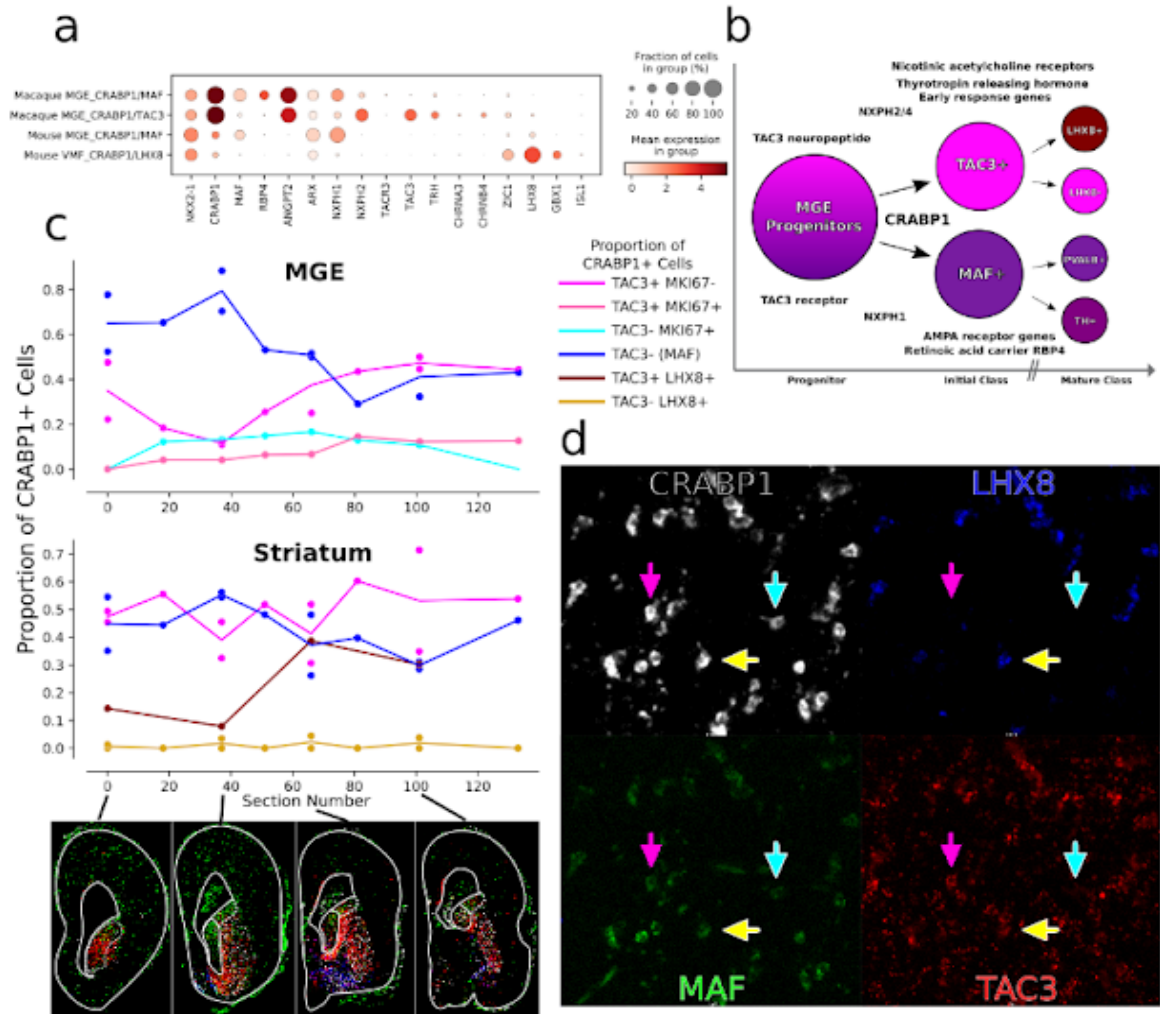 a
Macaque MGE_CRABP1/MAF
Macaque MGE_CRABP1/TAC3
Mouse MGE_CRABP1/MAF
Mouse VMF_CRABP1/LHX8
NKX2-1
CRABP1
MAF
RBP4
ANGPT2
ARX
NXPH1
NXPH2
TACR3
TAC3
TRH
CHRNA3
CHRNB4
ZIC1
LHX8
GBX1
ISL1
Fraction of cells
in group (%)
20 40 60 80 100
Mean expression
in group
0 2 4
b
Nicotinic acetylcholine receptors
Thyrotropin releasing hormone
Early response genes
NXPH2/4
TAC3 neuropeptide
MGE
Progenitors
CRABP1
TAC3+
MAF+
LHX8+
LHX8-
PVALB+
TH+
TAC3 receptor
NXPH1
AMPA receptor genes
Retinoic acid carrier RBP4
Progenitor
Initial Class
Mature Class
c
MGE
0.8
0.6
0.4
0.2
0.0
0 20 40 60 80 100 120
Proportion of CRABP1+ Cells
Proportion of
CRABP1+ Cells
TAC3+ MKI67-
TAC3+ MKI67+
TAC3- MKI67+
TAC3- (MAF)
TAC3+ LHX8+
TAC3- LHX8+
Striatum
0.7
0.6
0.5
0.4
0.3
0.2
0.1
0.0
0 20 40 60 80 100 120
Section Number
d
CRABP1
LHX8
MAF
TAC3